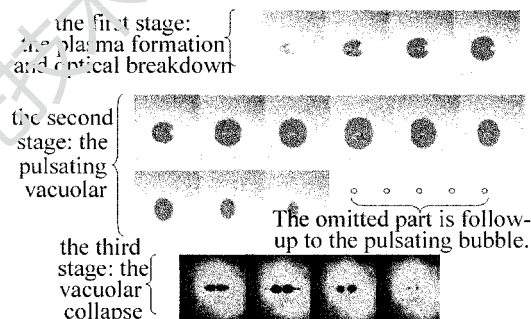 the first stage:
the plasma formation
and optical breakdown
the second
stage: the
pulsating
vacuolar
The omitted part is follow-
up to the pulsating bubble.
the third
stage: the
vacuolar
collapse